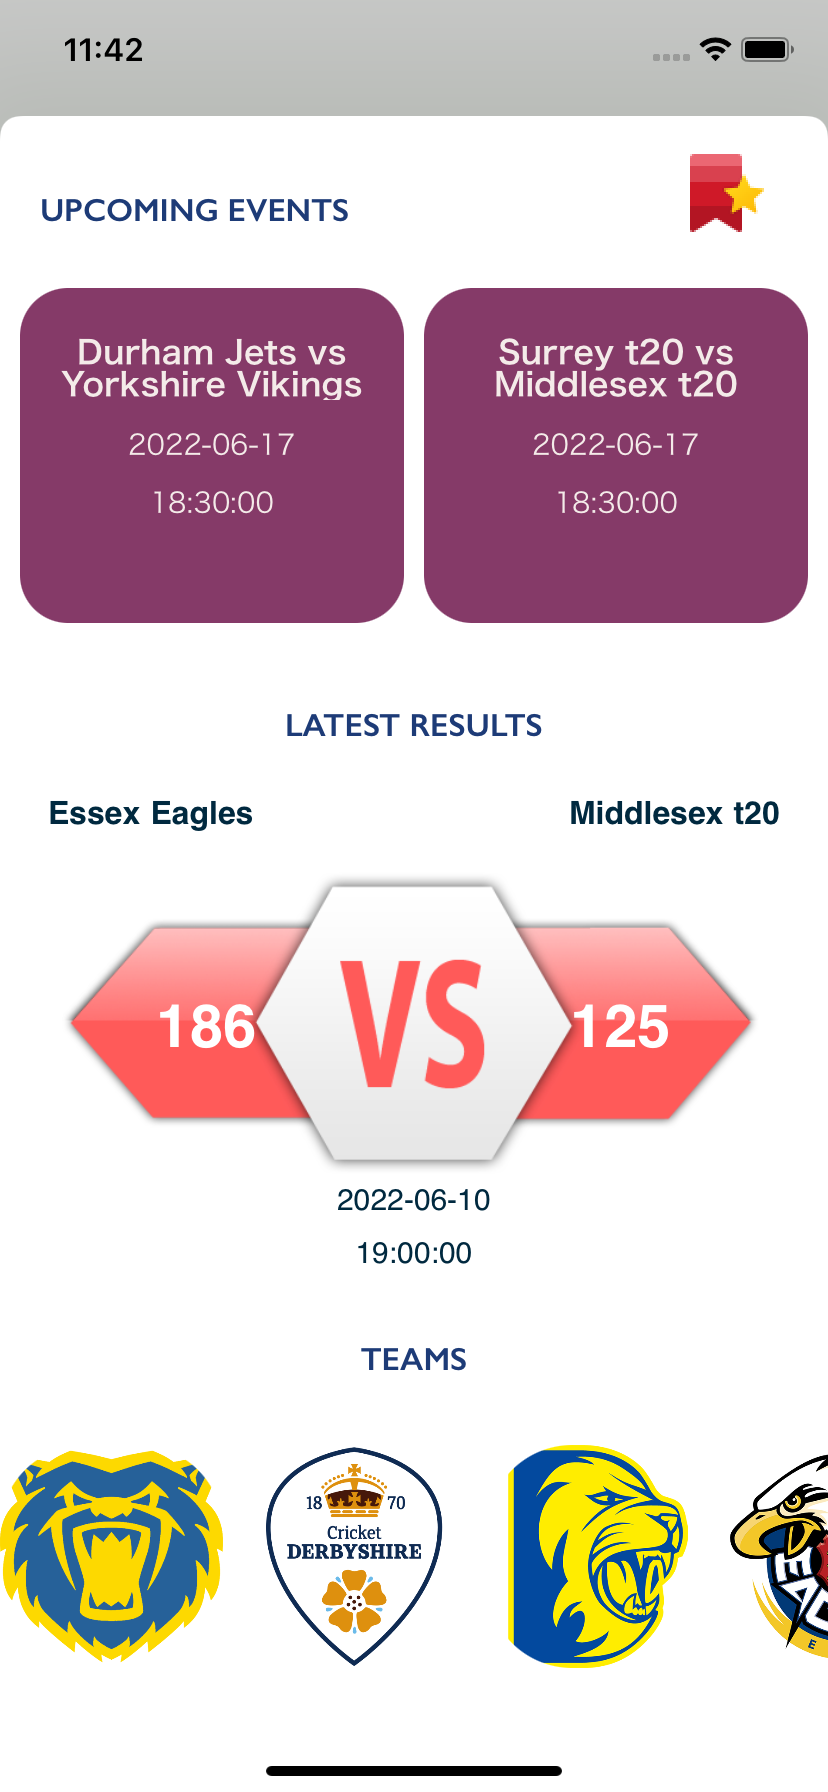 11:42
UPCOMING EVENTS
Durham Jets vs
Yorkshire Vikings
2022-06-17
18:30:00
Surrey t20 vs
Middlesex t20
2022-06-17
18:30:00
LATEST RESULTS
Essex Eagles
Middlesex t20
186
VS
125
2022-06-10
19:00:00
TEAMS
18 70
Cricket
DERBYSHIRE